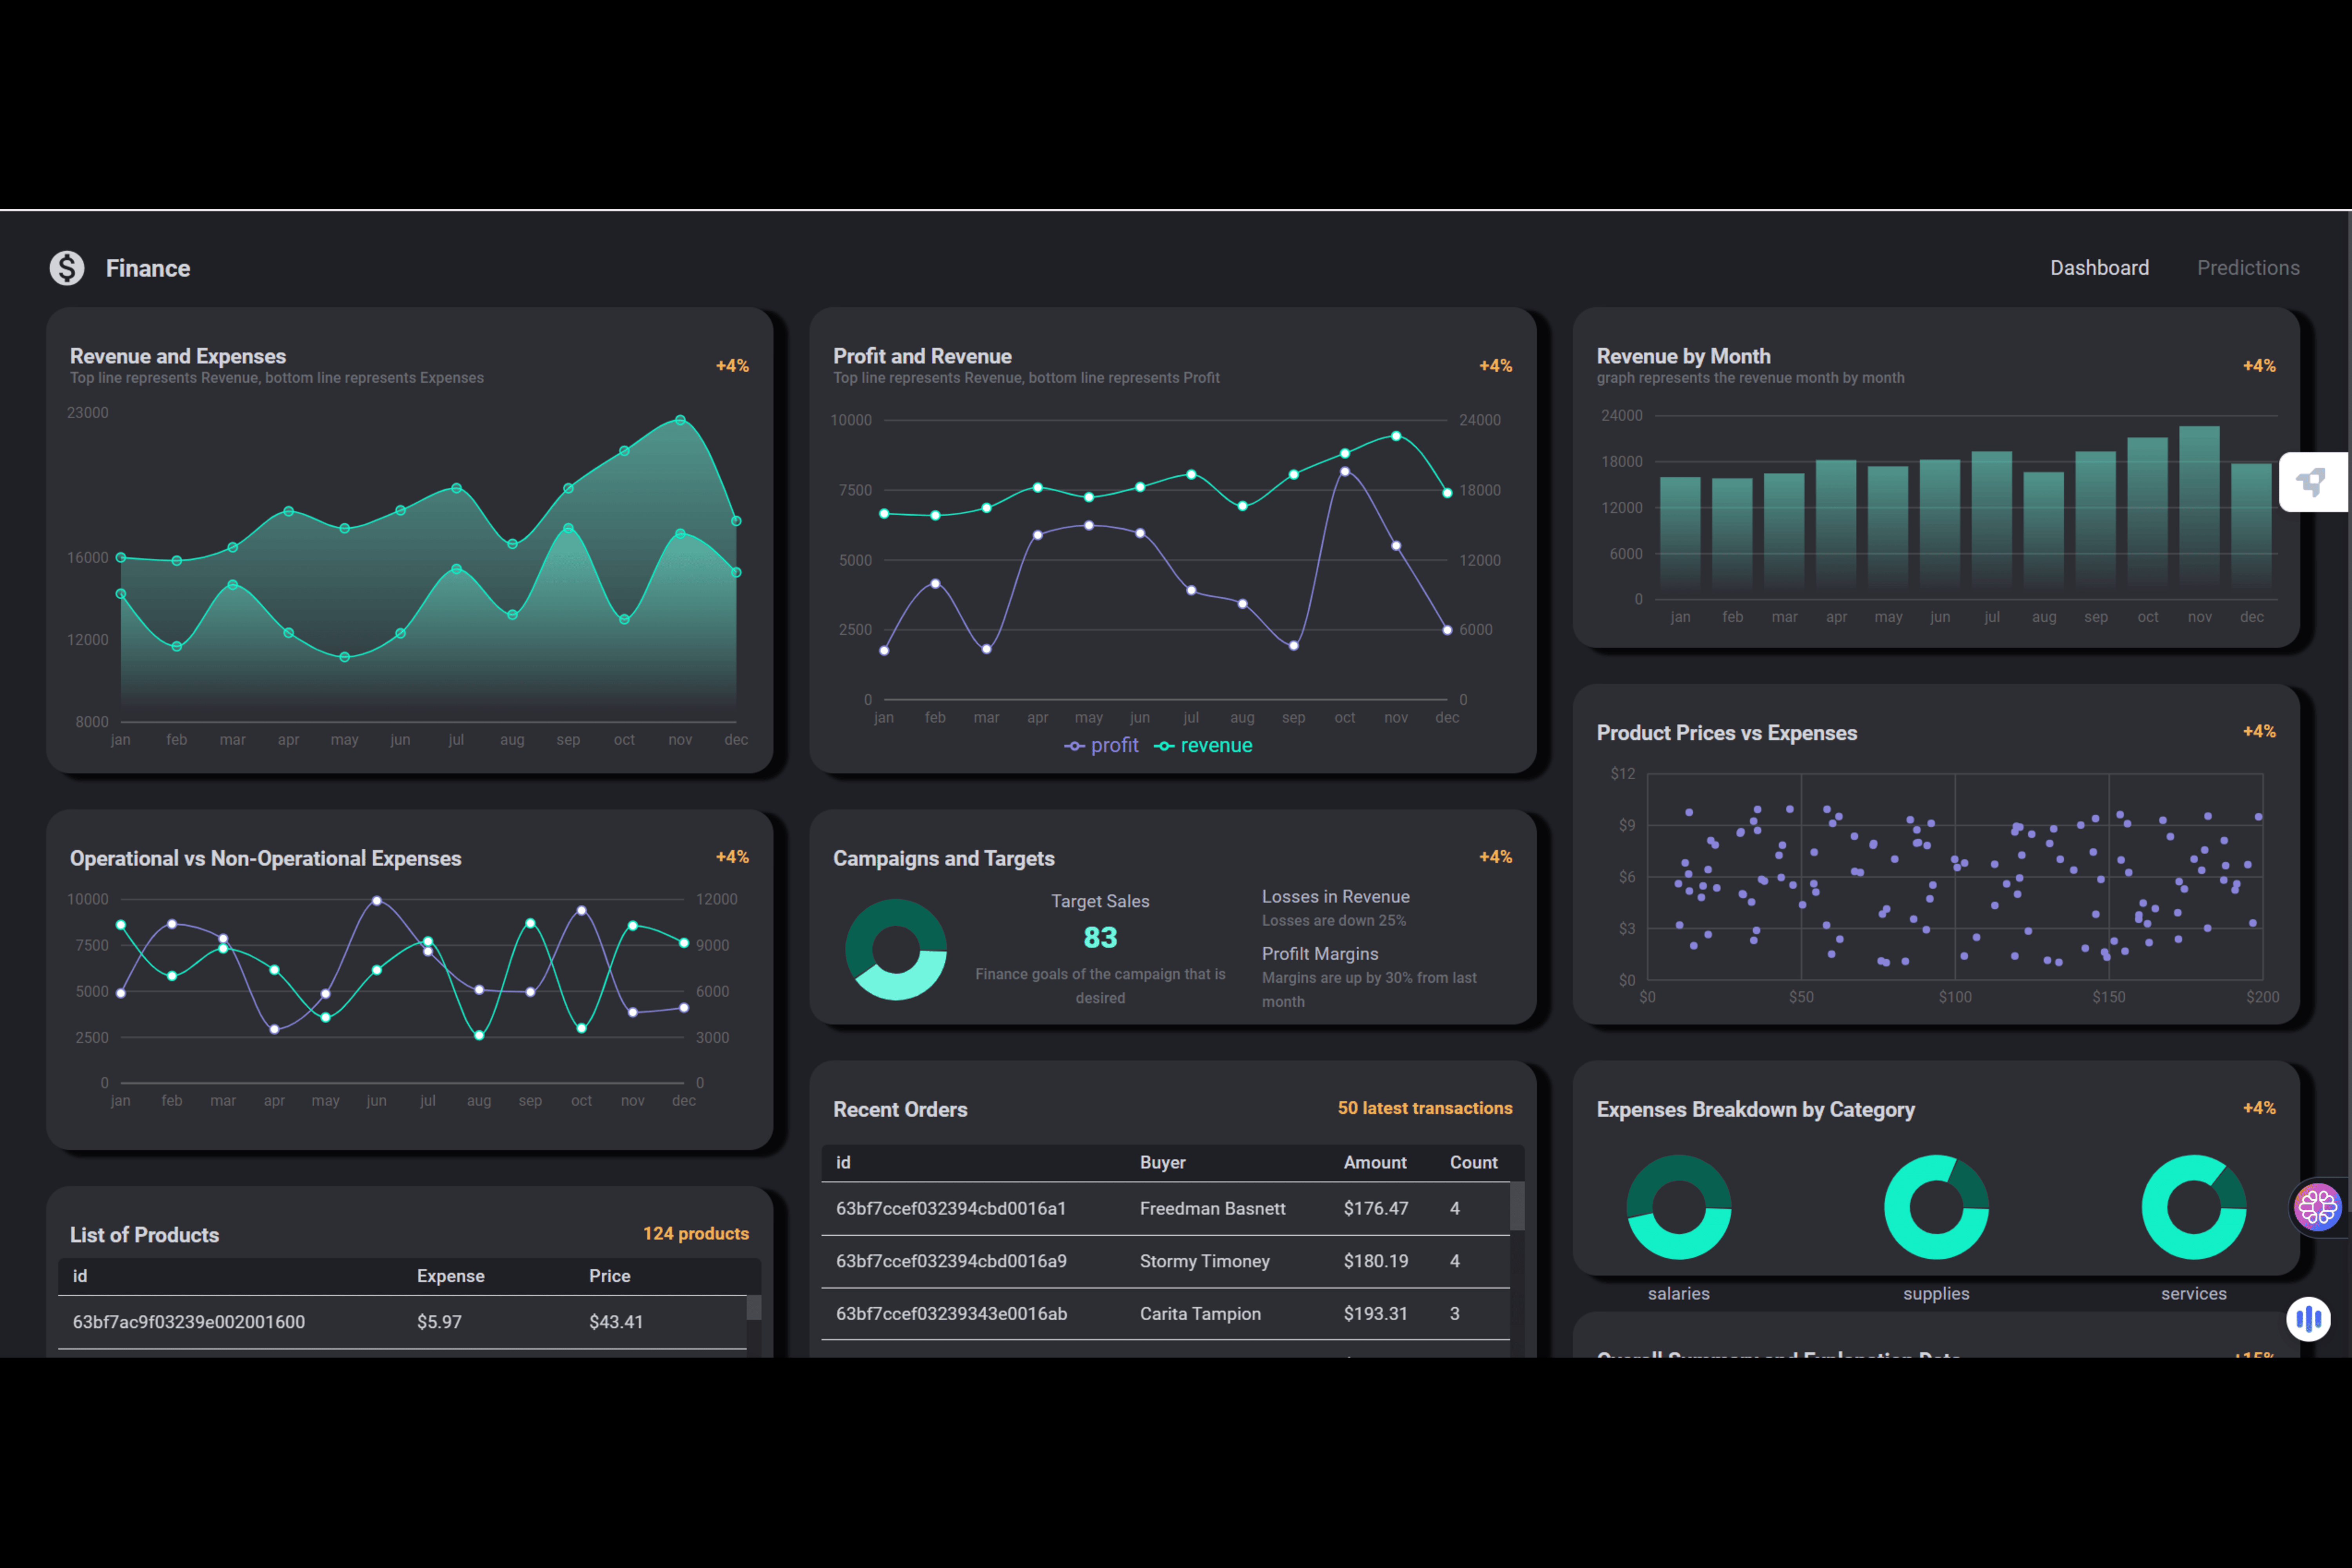 Finance
Dashboard
Predictions
Revenue and Expenses
Top line represents Revenue, bottom line represents Expenses
+4%
23000
16000
12000
8000
jan feb mar apr may jun jul aug sep oct nov dec
Operational vs Non-Operational Expenses
+4%
10000 12000
7500 9000
5000 6000
2500 3000
0 0
jan feb mar apr may jun jul aug sep oct nov dec
List of Products
124 products
id Expense Price
63bf7ac9f03239e002001600 $5.97 $43.41
Profit and Revenue
Top line represents Revenue, bottom line represents Profit
+4%
10000 24000
7500 18000
5000 12000
2500 6000
0 0
jan feb mar apr may jun jul aug sep oct nov dec
profit revenue
Campaigns and Targets
+4%
Target Sales
83
Finance goals of the campaign that is
desired
Losses in Revenue
Losses are down 25%
Profilt Margins
Margins are up by 30% from last
month
Recent Orders
50 latest transactions
id Buyer Amount Count
63bf7ccef032394cbd0016a1 Freedman Basnett $176.47 4
63bf7ccef032394cbd0016a9 Stormy Timoney $180.19 4
63bf7ccef03239343e0016ab Carita Tampion $193.31 3
Revenue by Month
graph represents the revenue month by month
+4%
24000
18000
12000
6000
0
jan feb mar apr may jun jul aug sep oct nov dec
Product Prices vs Expenses
+4%
$12
$9
$6
$3
$0
$0 $50 $100 $150 $200
Expenses Breakdown by Category
+4%
salaries supplies services
Overall Summary and Explanation Data
+15%